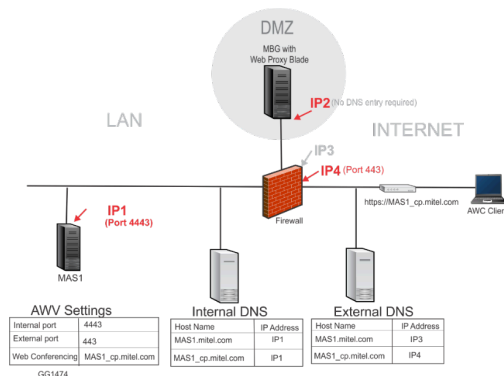 DMZ
MBG with
Web Proxy Blade
IP2 (No DNS entry required)
LAN
INTERNET
IP3
IP4 (Port 443)
IP1
(Port 4443)
Firewall
https://MAS1_cp.mitel.com
AWC Client
MAS1
AWV Settings
Internal port 4443
External port 443
Web Conferencing MAS1_cp.mitel.com
GG1474
Internal DNS
Host Name IP Address
MAS1.mitel.com IP1
MAS1_cp.mitel.com IP1
External DNS
Host Name IP Address
MAS1.mitel.com IP3
MAS1_cp.mitel.com IP4